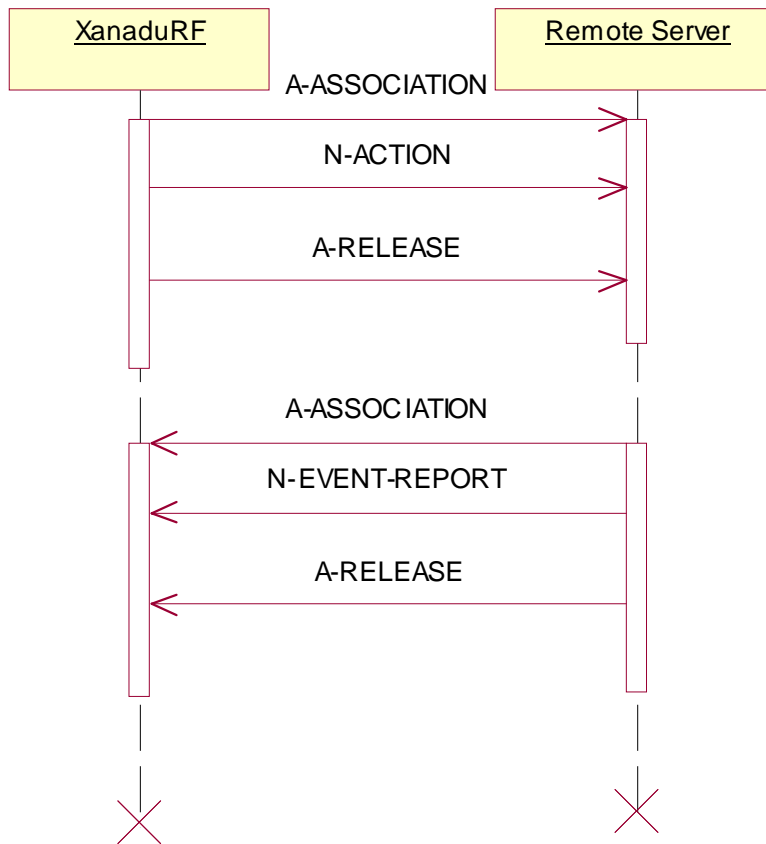 XanaduRF
Remote Server
A-ASSOCIATION
N-ACTION
A-RELEASE
A-ASSOCIATION
N-EVENT-REPORT
A-RELEASE